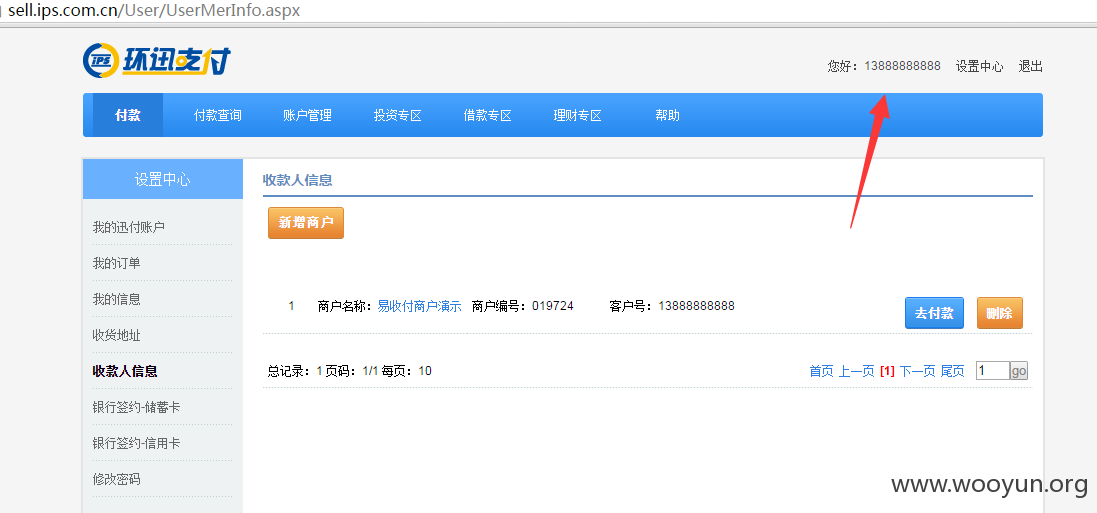 sell.ips.com.cn/User/UserMerInfo.aspx
iPS 环迅支付
您好：13888888888 设置中心 退出
付款 付款查询 账户管理 投资专区 借款专区 理财专区 帮助
设置中心
收款人信息
新增商户
我的迅付账户
我的订单
我的信息
1 商户名称：易收付商户演示 商户编号：019724 客户号：13888888888 去付款 删除
收货地址
收款人信息
总记录：1 页码：1/1 每页：10 首页 上一页 [1] 下一页 尾页 1 go
银行签约-储蓄卡
银行签约-信用卡
修改密码
www.wooyun.org